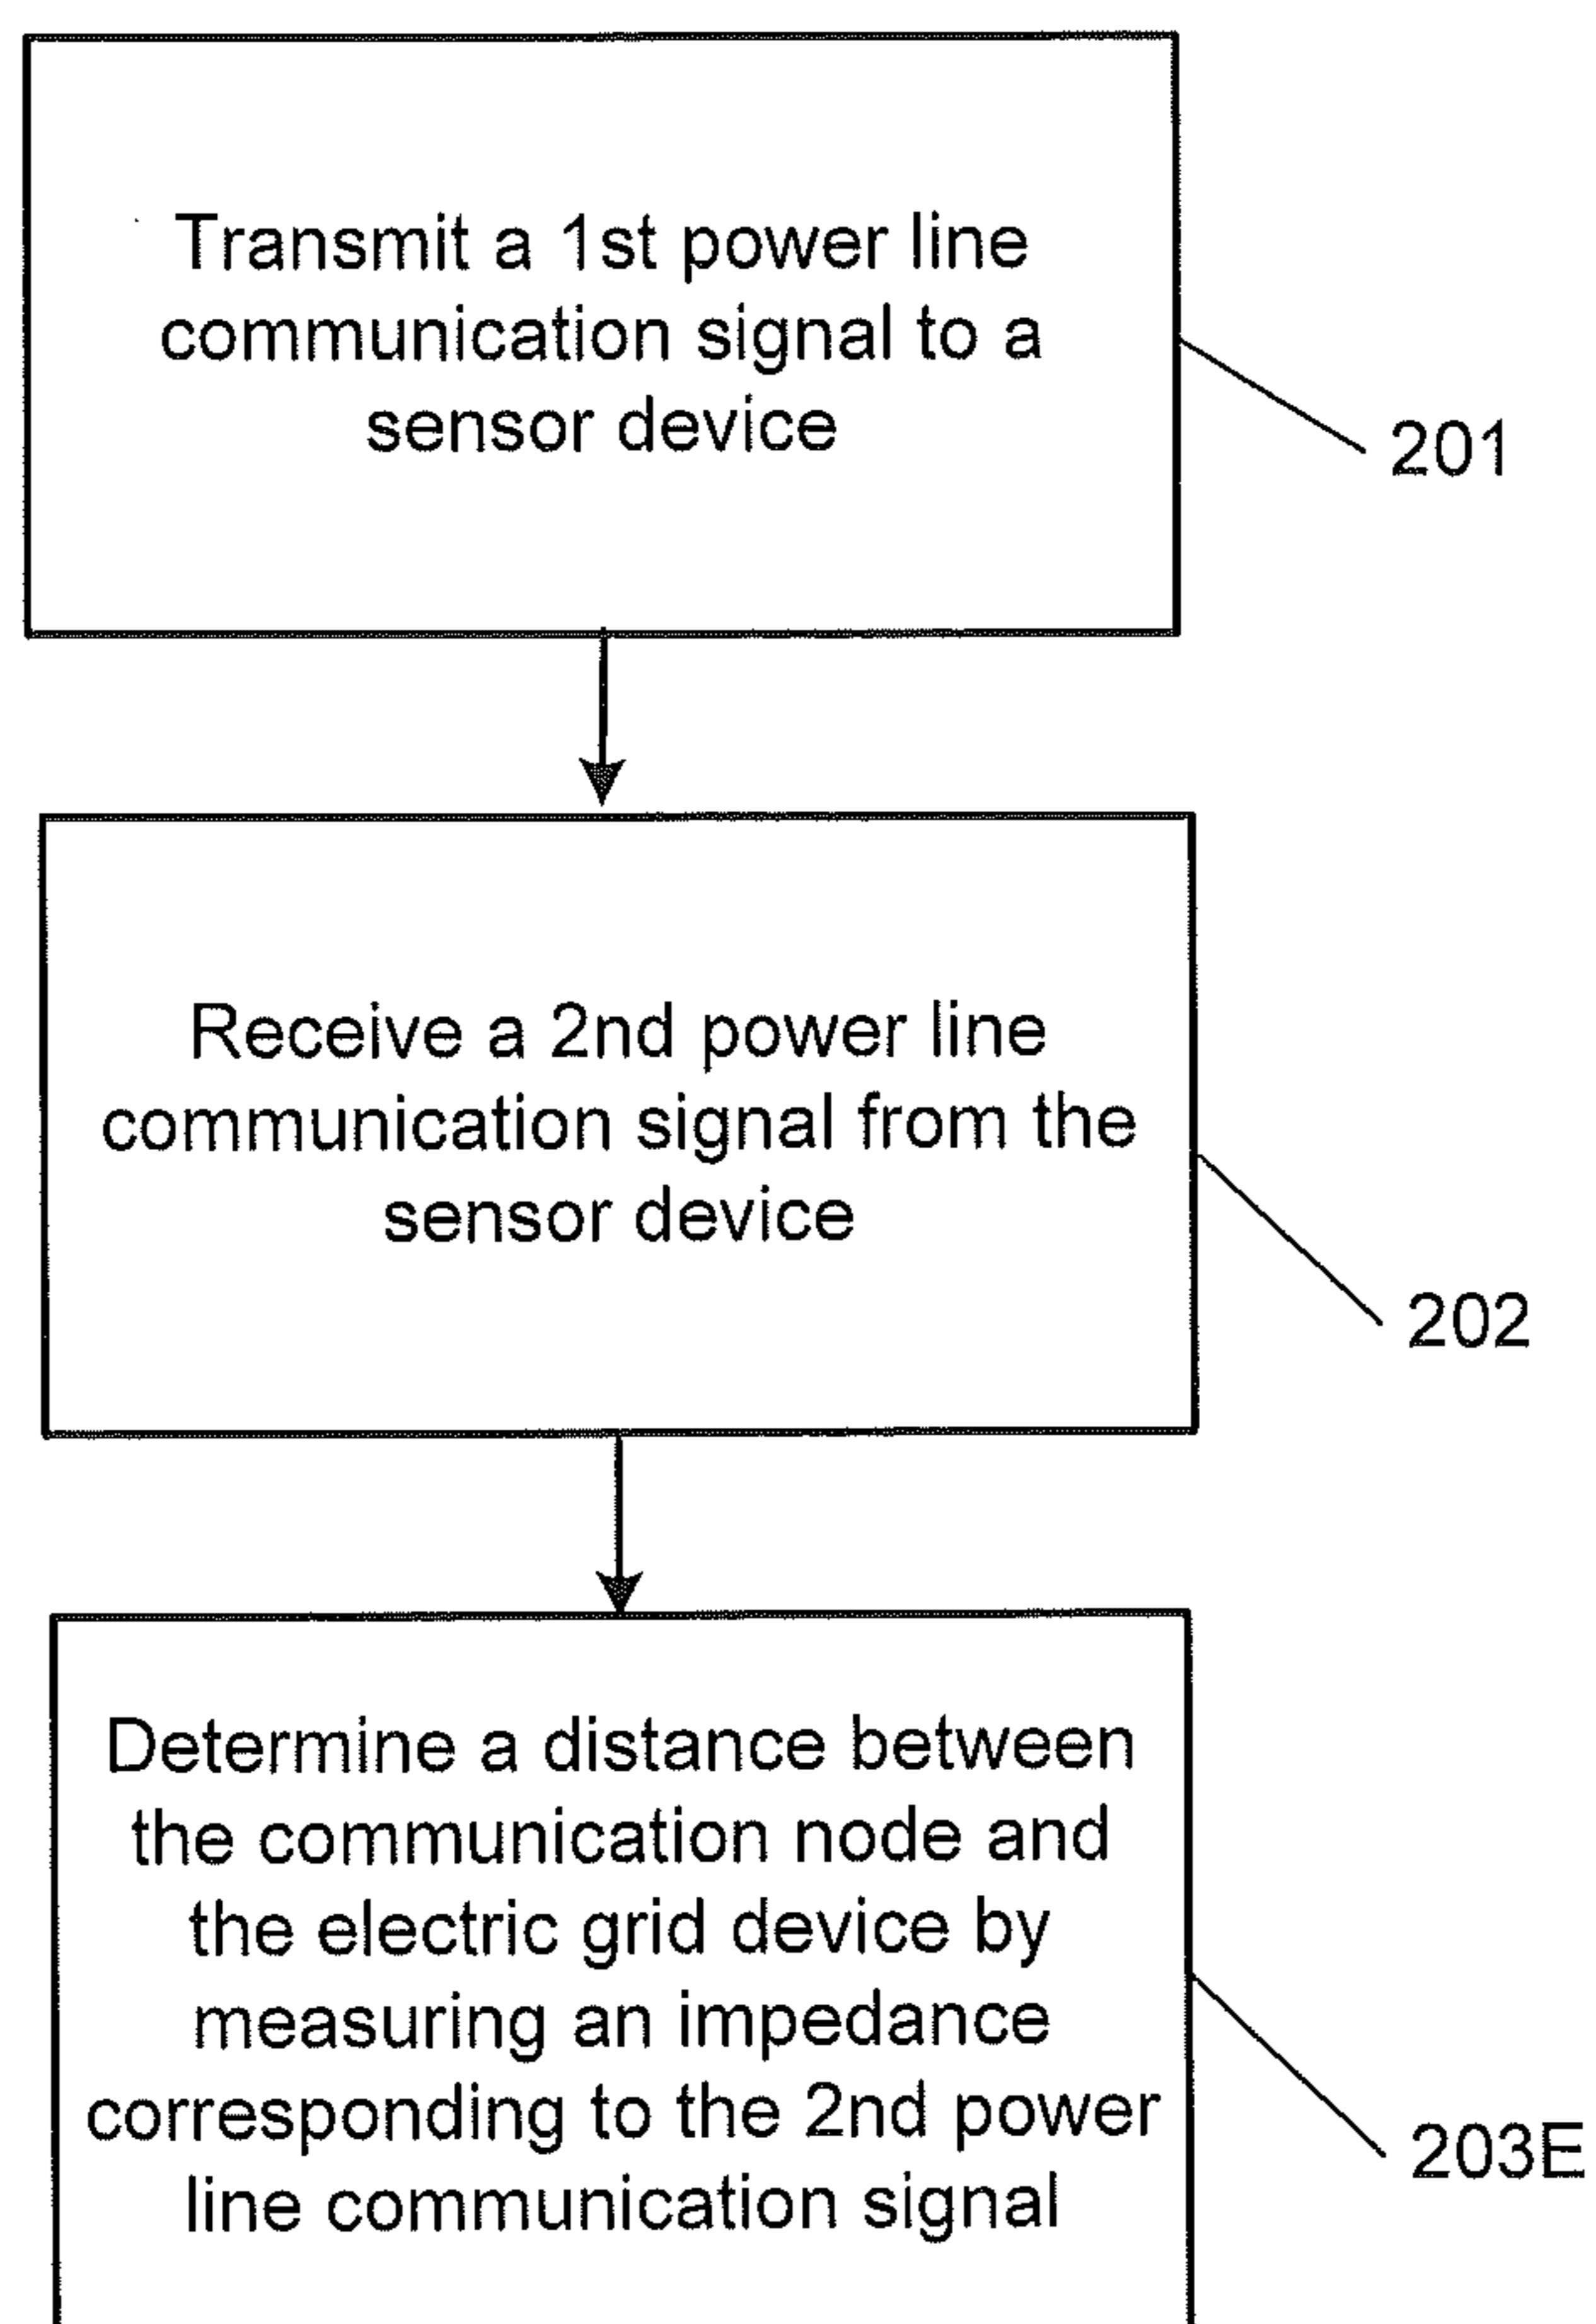 Transmit a 1st power line
communication signal to a
sensor device
201
Receive a 2nd power line
communication signal from the
sensor device
202
Determine a distance between
the communication node and
the electric grid device by
measuring an impedance
corresponding to the 2nd power
line communication signal
203E